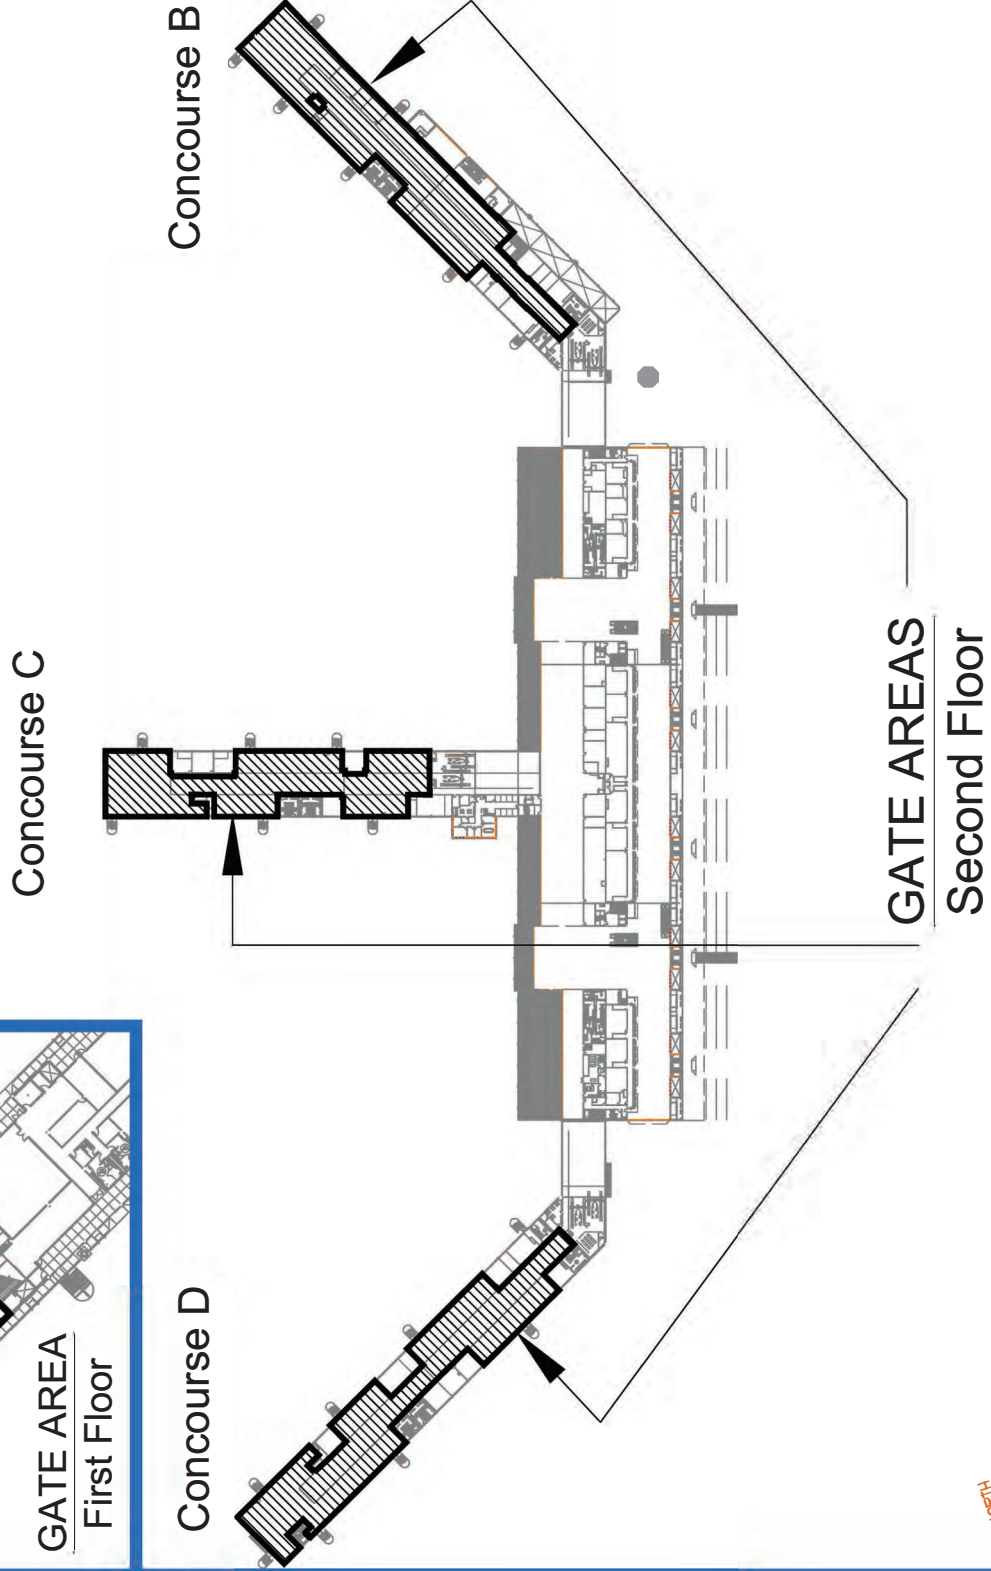 GATE AREA
First Floor
Concourse D
Concourse C
Concourse B
GATE AREAS
Second Floor